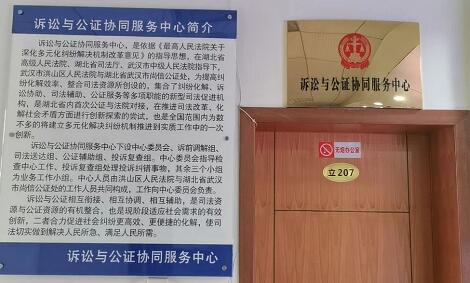 诉讼与公证协同服务中心简介
诉讼与公证协同服务中心，是依据《最高人民法院关于
深化多元化纠纷解决机制改革意见》的指导思想，在湖北省
高级人民法院、湖北省司法厅、武汉市中级人民法院指导下，
武汉市洪山区人民法院与湖北省武汉市尚信公证处，为提高纠
纷化解效率、整合司法资源所创设的，集合了纠纷化解、诉
讼协助、司法辅助、公证服务等多项职能的新型司法促进机
构，是湖北省内首次公证与法院对接，在推进司法改革、化
解社会矛盾方面进行创新探索的尝试，也是全国范围内为数
不多的将建立多元化解决纠纷机制推进到实质工作中的一次
创新。
诉讼与公证协同服务中心下设中心委员会、诉前调解组、
司法送达组、公证辅助组、投诉复查组。中心委员会指导检
查中心工作，投诉复查组处理投诉纠错事物，其余三个小组
为业务工作小组。中心人员由洪山区人民法院与湖北省武汉
市尚信公证处的工作人员共同构成，工作向中心委员会负责。
诉讼与公证相互衔接、相互协调、相互辅助，是司法资
源与公证资源的有机整合，也是现阶段适应社会需求的有效
创新，二者合力促进社会纠纷更高效、更便捷的化解，使司
法切实做到解决人民所急、满足人民所需。
诉讼与公证协同服务中心
诉讼与公证协同服务中心
无烟办公室
立207